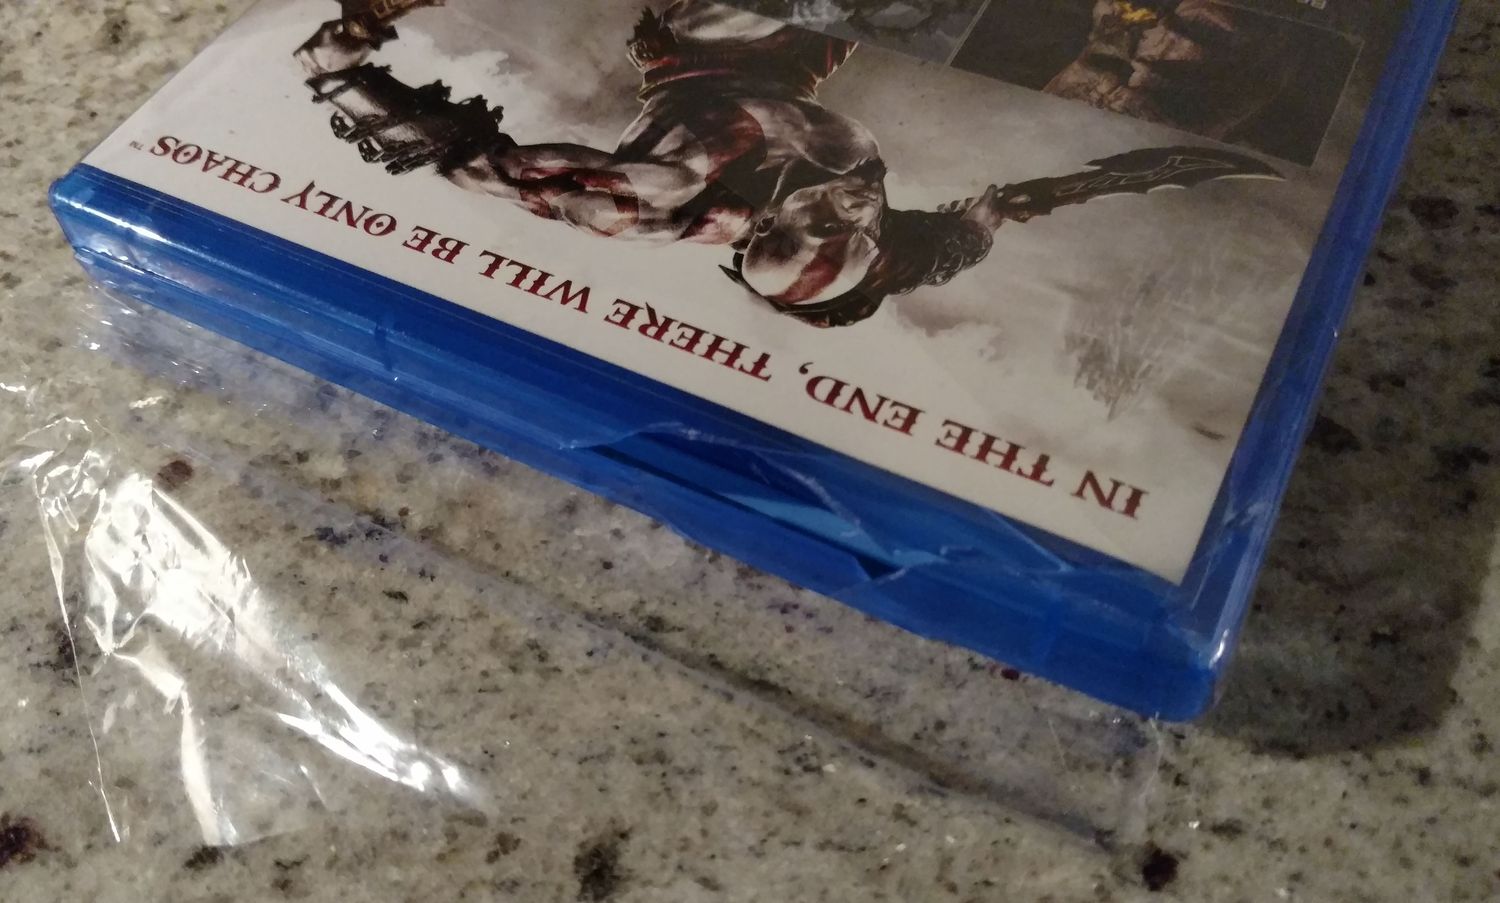 IN THE END, THERE WILL BE ONLY CHAOS™